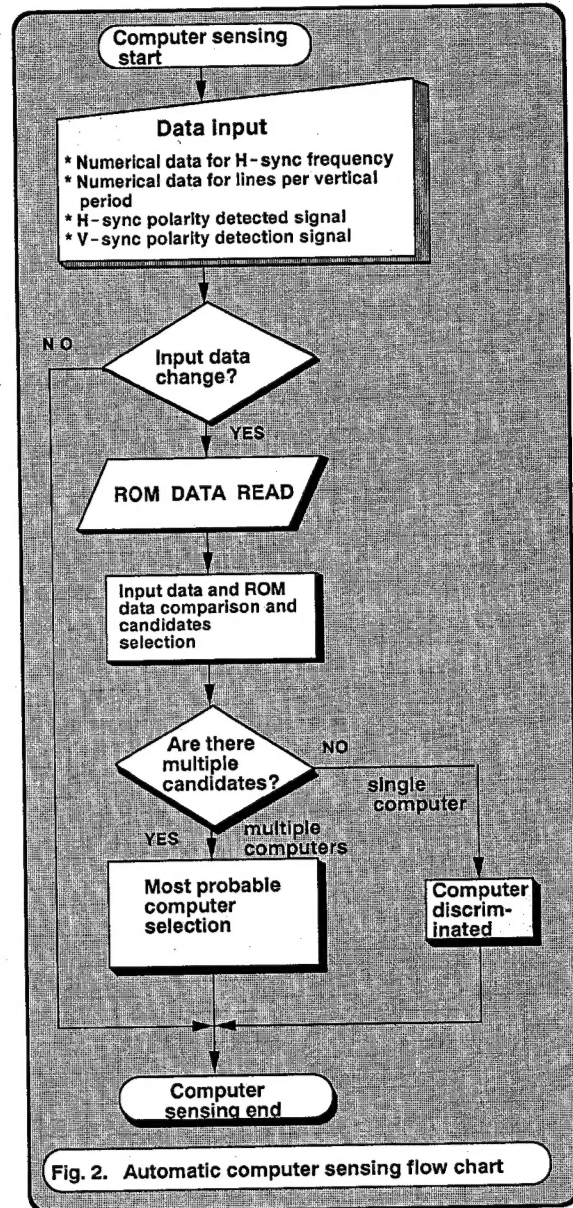 Computer sensing
start
Data input
* Numerical data for H-sync frequency
* Numerical data for lines per vertical
period
* H-sync polarity detected signal
* V-sync polarity detection signal
NO
Input data
change?
YES
ROM DATA READ
Input data and ROM
data comparison and
candidates
selection
Are there
multiple
candidates?
NO
single
computer
YES
multiple
computers
Most probable
computer
selection
Computer
discrim-
inated
Computer
sensing end
Fig. 2. Automatic computer sensing flow chart